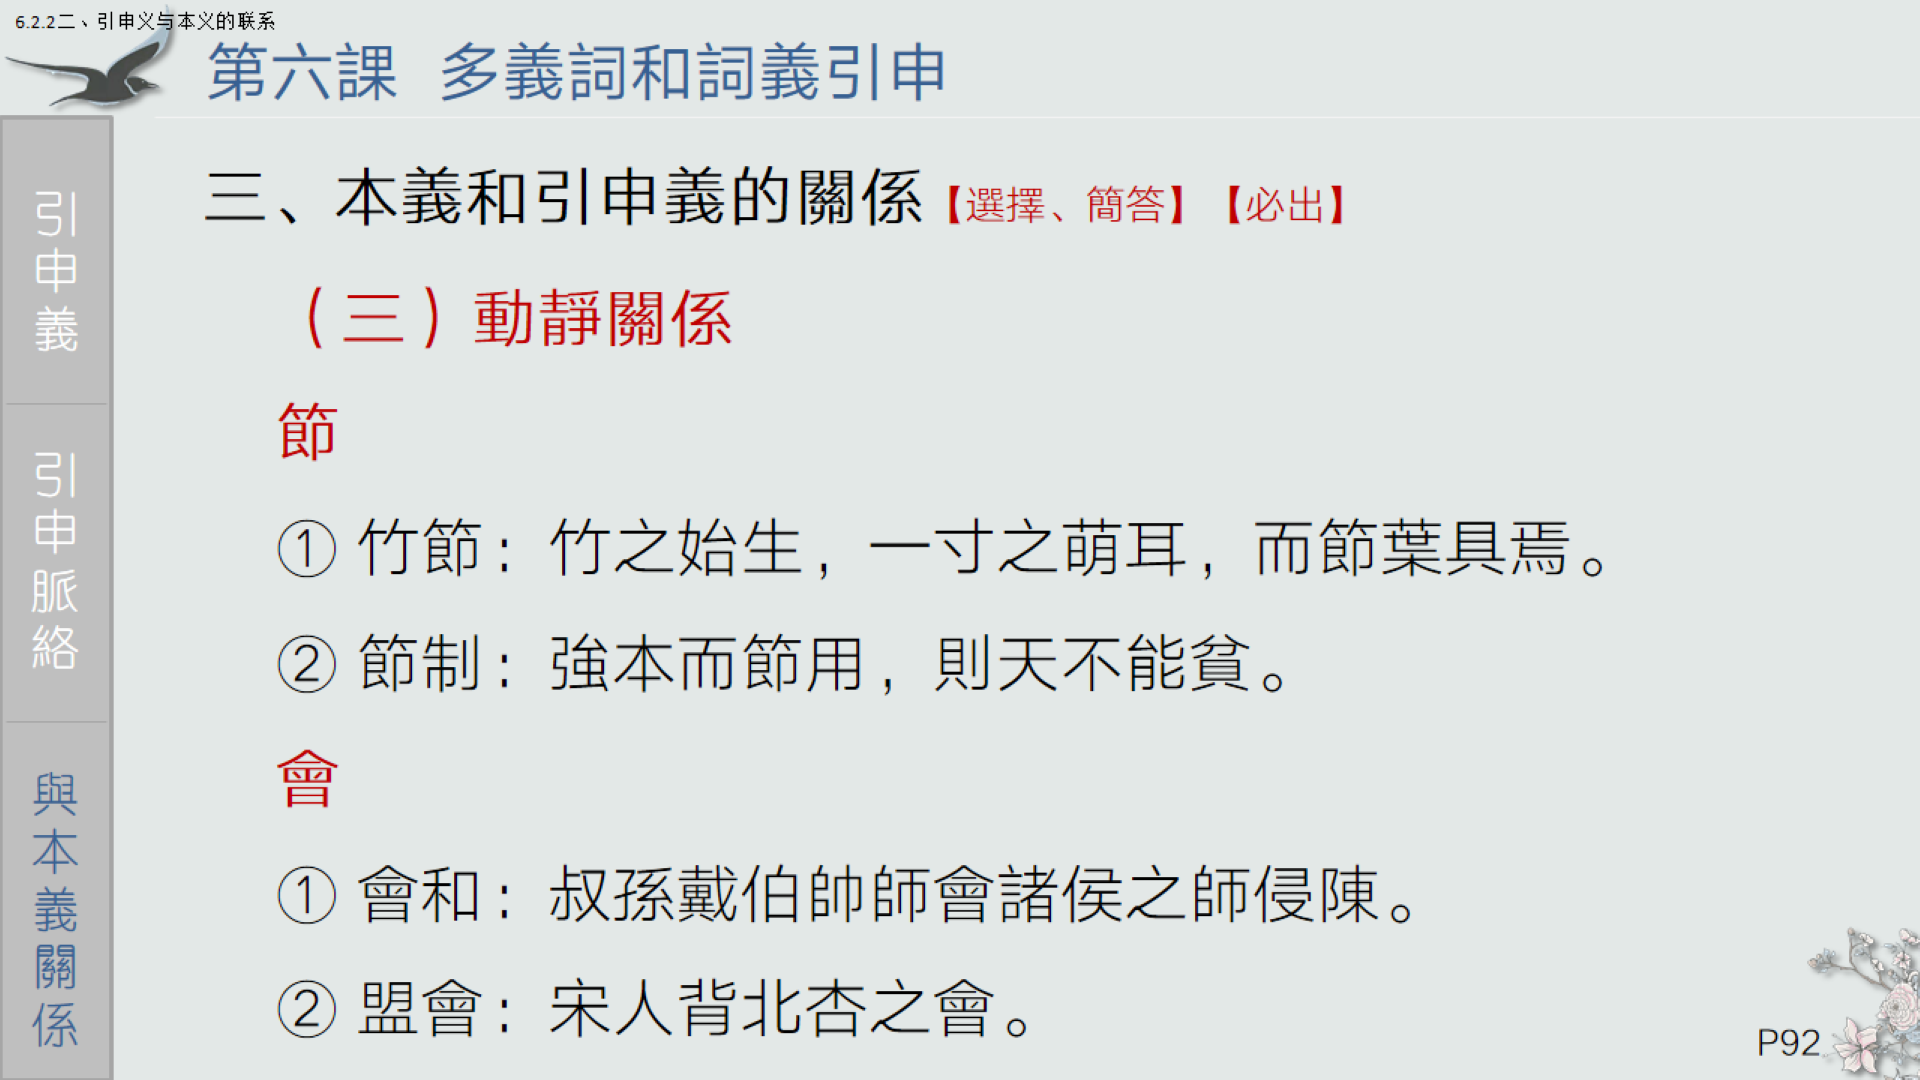 6.2.2二、引申义与本义的联系
第六課 多義詞和詞義引申
引申義
引申脈絡
與本義關係
三、本義和引申義的關係【選擇、簡答】【必出】
（三）動靜關係
節
① 竹節：竹之始生，一寸之萌耳，而節葉具焉。
② 節制：強本而節用，則天不能貧。
會
① 會和：叔孫戴伯帥師會諸侯之師侵陳。
② 盟會：宋人背北杏之會。
P92